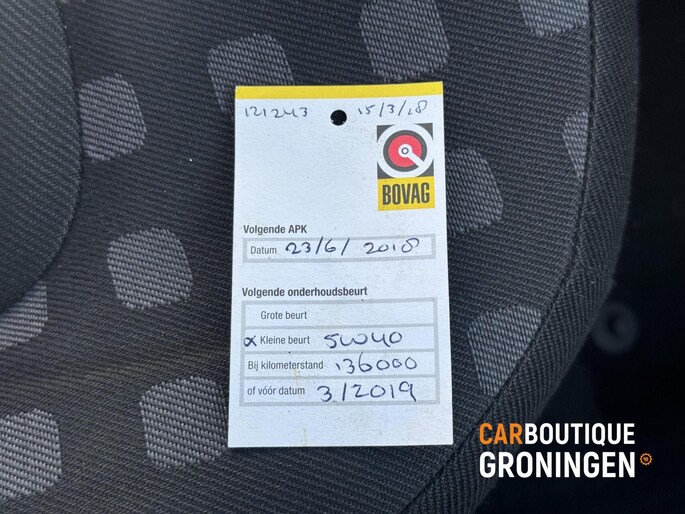 121243 15/3/18
BOVAG
Volgende APK
Datum 23/6/2018
Volgende onderhoudsbeurt
Grote beurt
α Kleine beurt 5W40
Bij kilometerstand 136000
of vóór datum 3/2019
CARBOUTIQUE
GRONINGEN